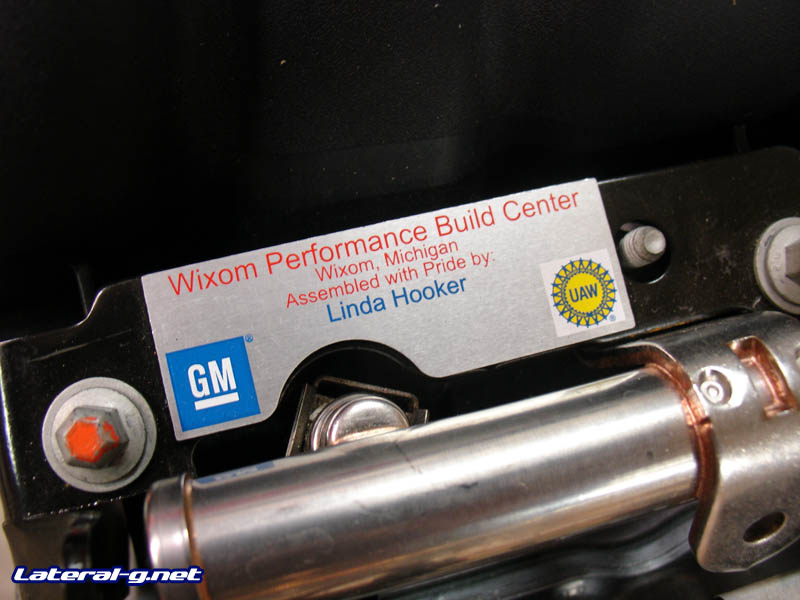 Wixom Performance Build Center
Wixom, Michigan
Assembled with Pride by:
Linda Hooker
GM
UAW
Lateral-g.net